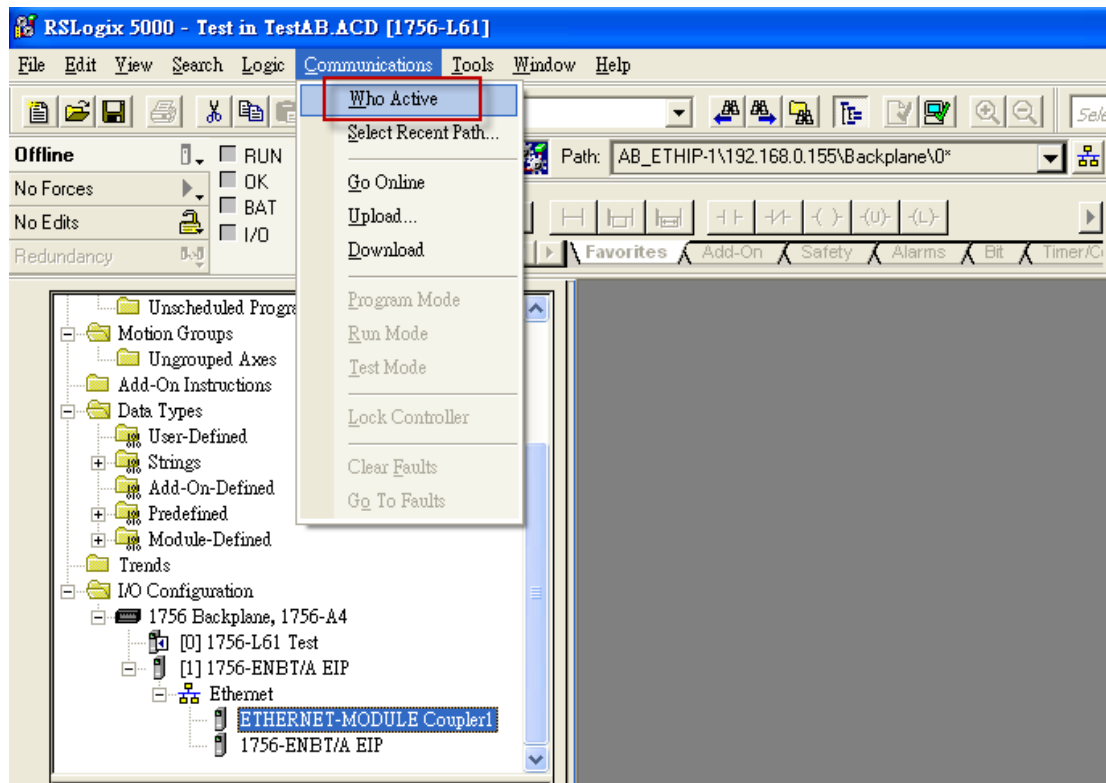 RSLogix 5000 - Test in TestAB.ACD [1756-L61]
File Edit View Search Logic Communications Tools Window Help
Who Active
Select Recent Path...
Go Online
Upload...
Download
Program Mode
Run Mode
Test Mode
Lock Controller
Clear Faults
Go To Faults
Offline
RUN
No Forces
OK
No Edits
BAT
I/O
Redundancy
Path: AB_ETHIP-1\192.168.0.155\Backplane\0*
Favorites Add-On Safety Alarms Bit
Unscheduled
Motion Groups
Ungrouped Axes
Add-On Instructions
Data Types
User-Defined
Strings
Add-On-Defined
Predefined
Module-Defined
Trends
I/O Configuration
1756 Backplane, 1756-A4
[0] 1756-L61 Test
[1] 1756-ENBT/A EIP
Ethernet
ETHERNET-MODULE Coupler1
1756-ENBT/A EIP